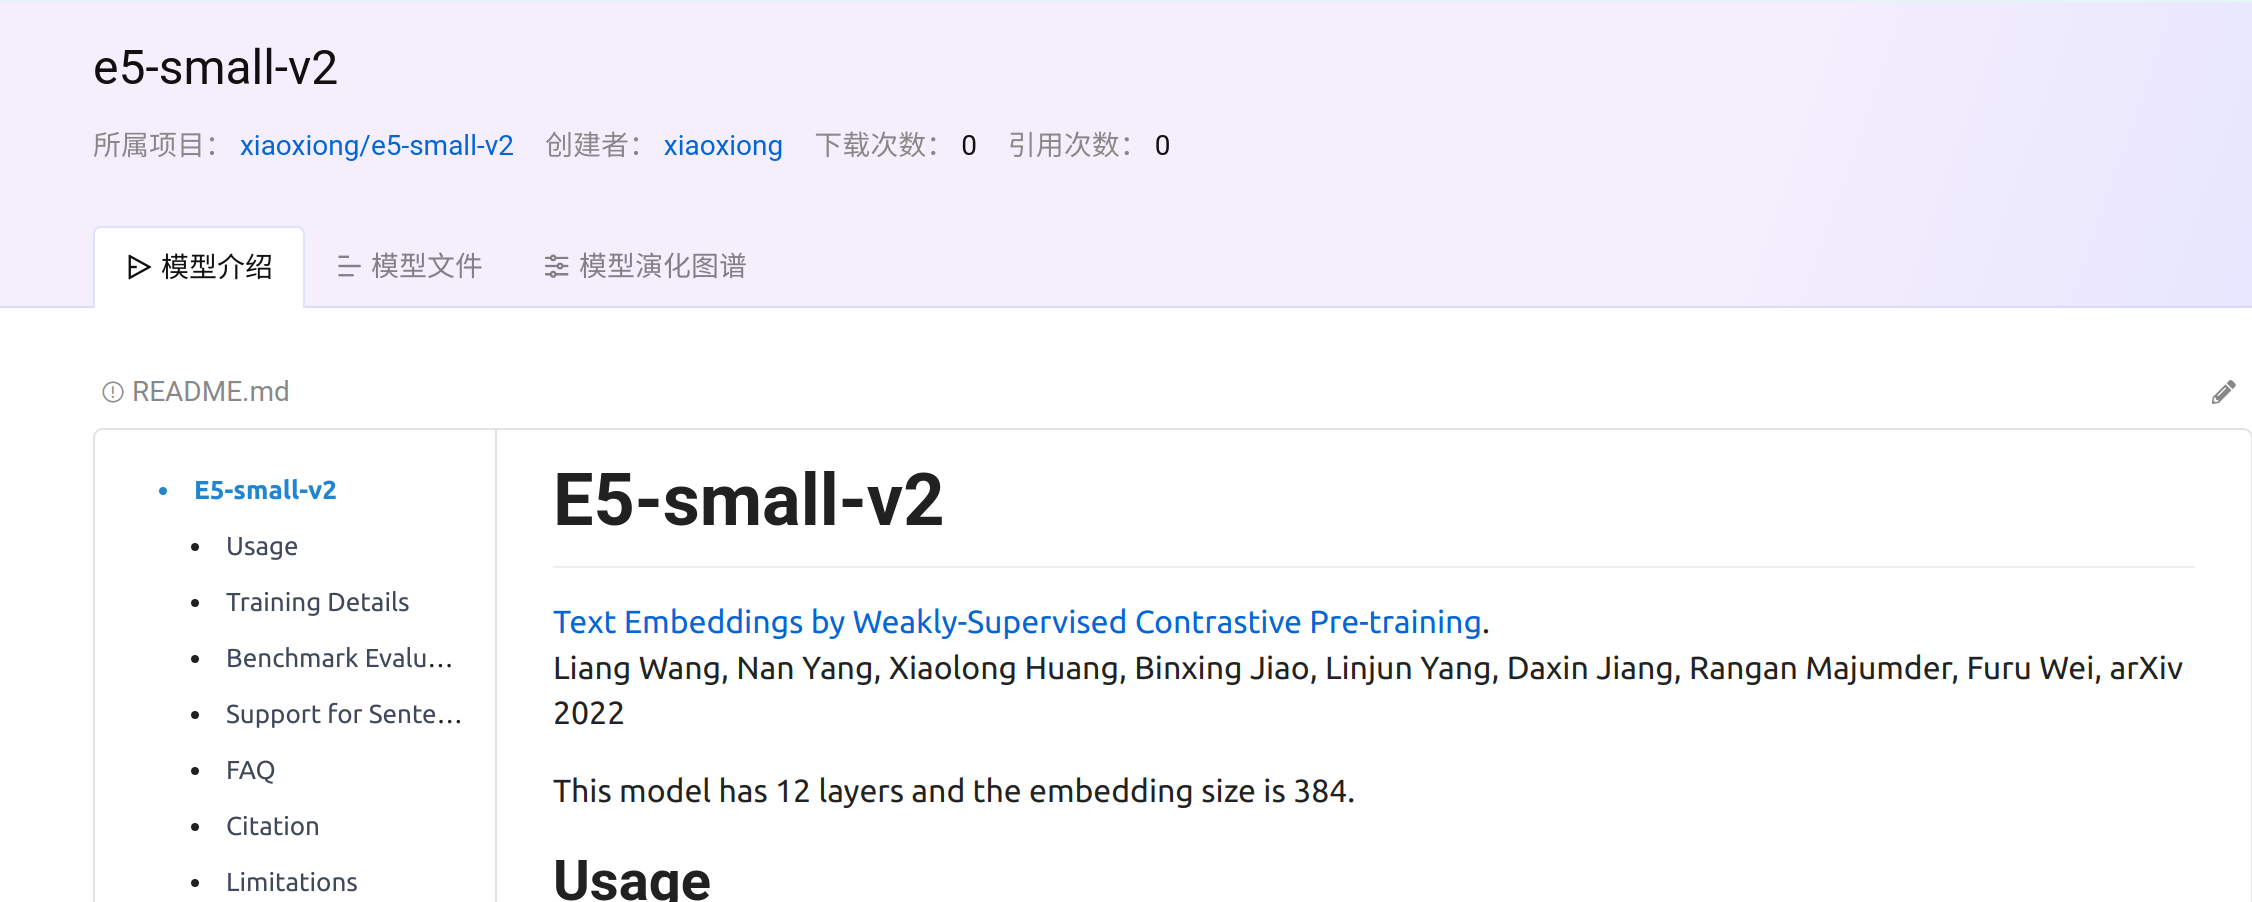 e5-small-v2
所属项目： xiaoxiong/e5-small-v2 创建者： xiaoxiong 下载次数： 0 引用次数： 0
模型介绍 模型文件 模型演化图谱
README.md
E5-small-v2
Usage
Training Details
Benchmark Evalu...
Support for Sente...
FAQ
Citation
Limitations
E5-small-v2
Text Embeddings by Weakly-Supervised Contrastive Pre-training.
Liang Wang, Nan Yang, Xiaolong Huang, Binxing Jiao, Linjun Yang, Daxin Jiang, Rangan Majumder, Furu Wei, arXiv
2022
This model has 12 layers and the embedding size is 384.
Usage